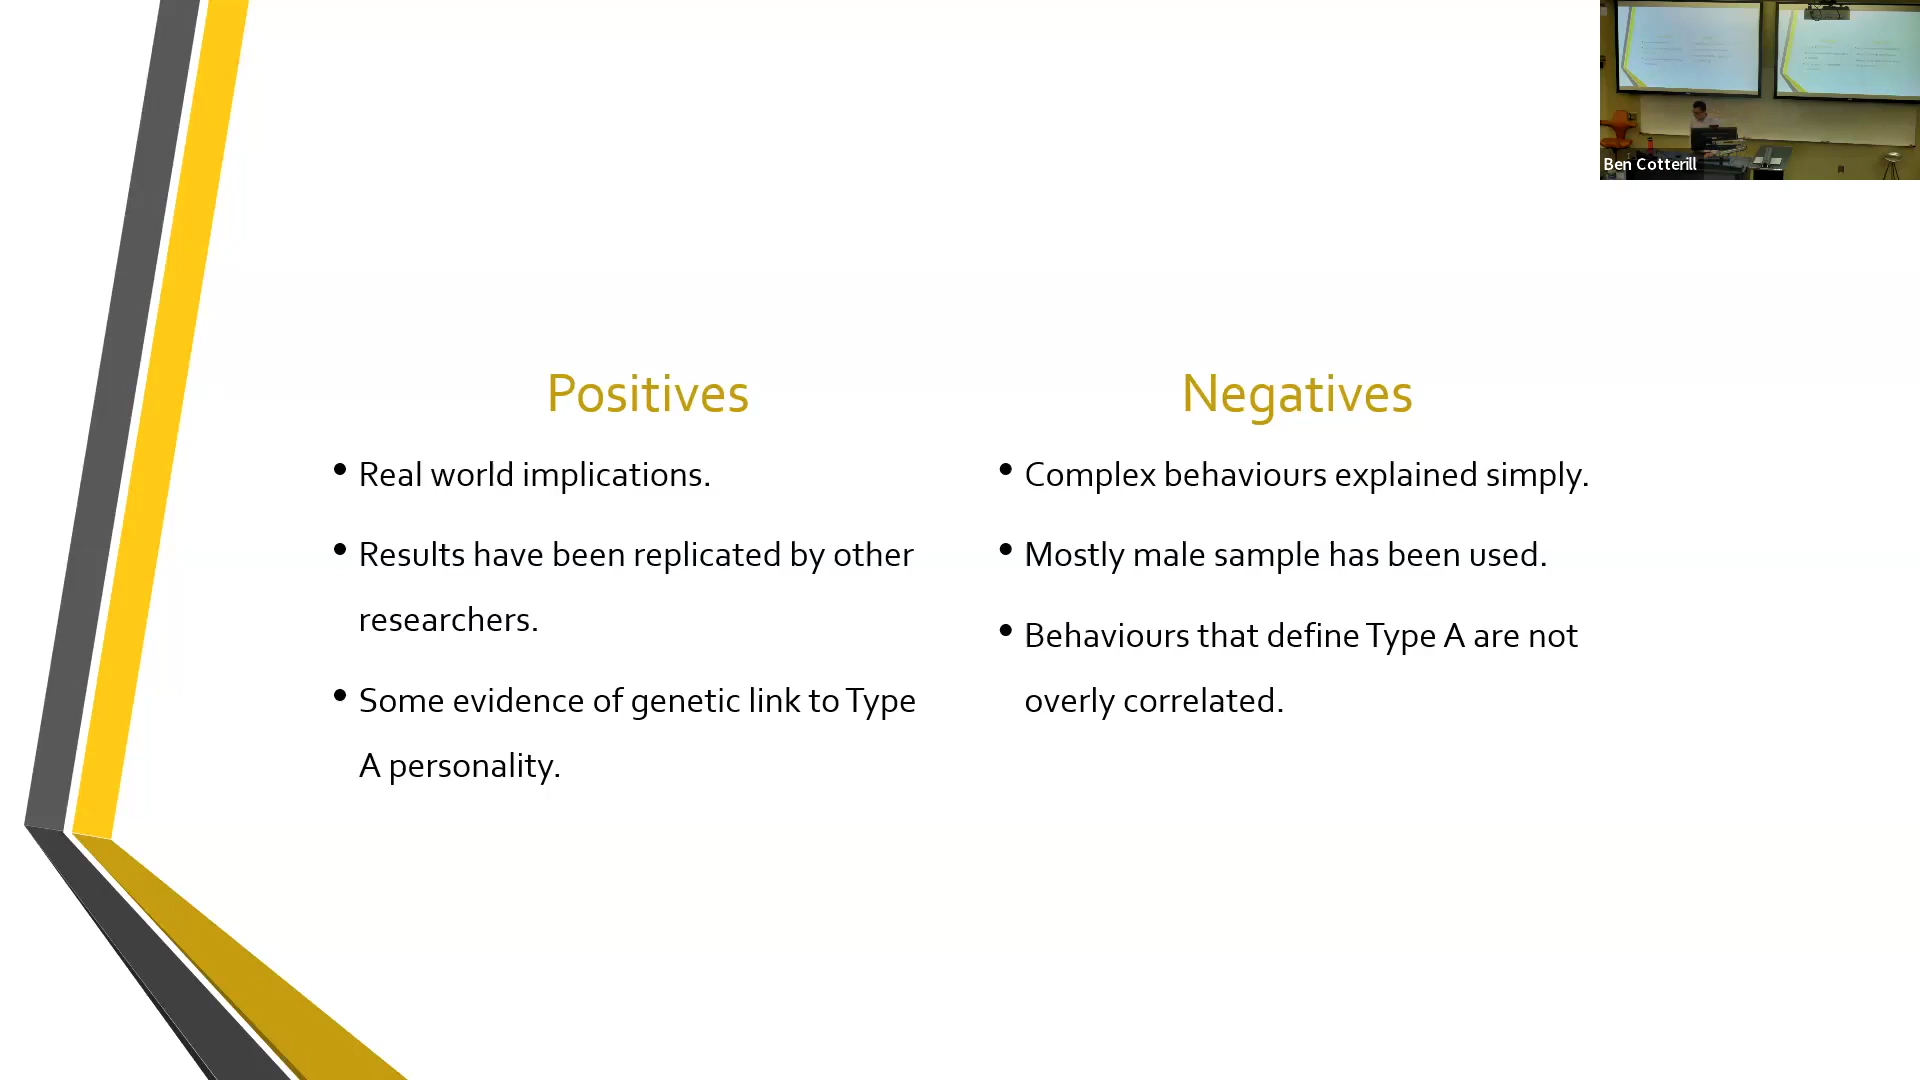 Ben Cotterill
Positives
• Real world implications.
• Results have been replicated by other
researchers.
• Some evidence of genetic link to Type
A personality.
Negatives
• Complex behaviours explained simply.
• Mostly male sample has been used.
• Behaviours that define Type A are not
overly correlated.